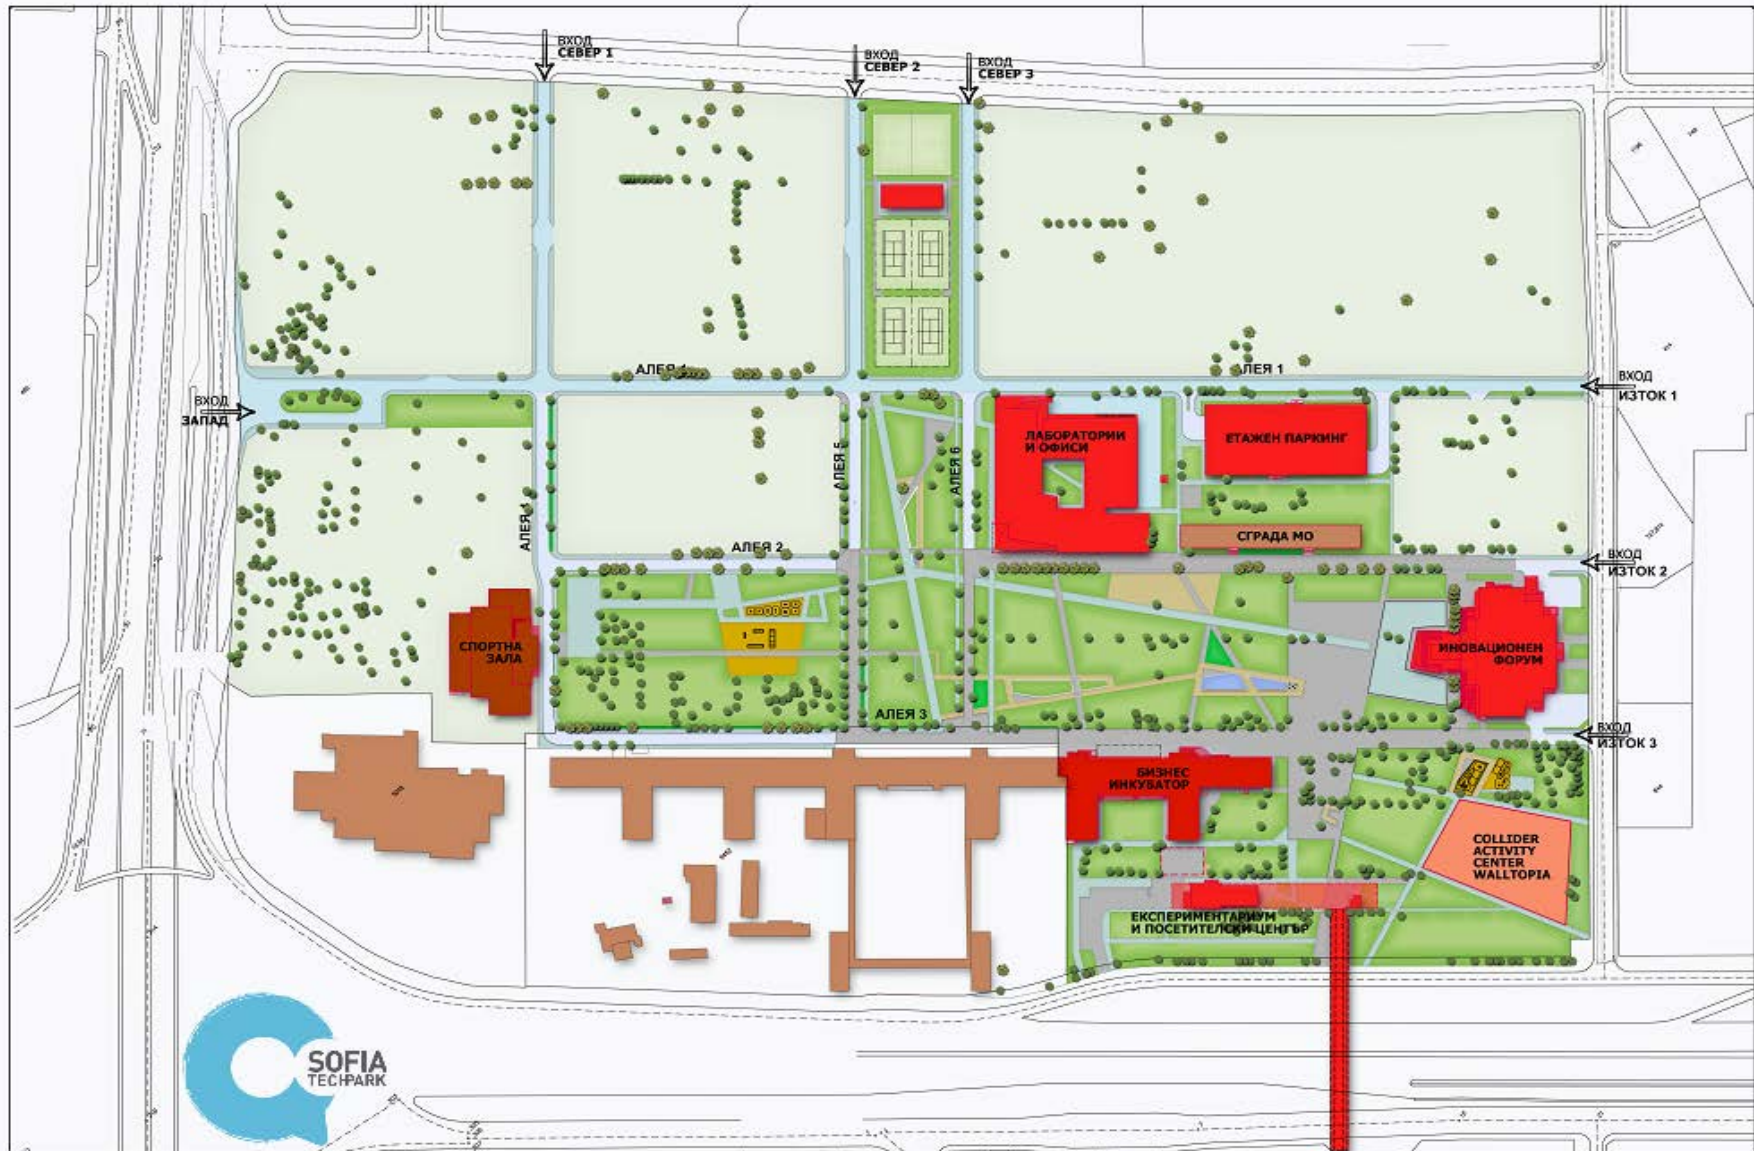 ВХОД
СЕВЕР 1
ВХОД
СЕВЕР 2
ВХОД
СЕВЕР 3
АЛЕЯ 1
АЛЕЯ 1
ВХОД
ИЗТОК 1
ВХОД
ЗАПАД
ЛАБОРАТОРИИ
И ОФИСИ
ЕТАЖЕН ПАРКИНГ
АЛЕЯ 5
АЛЕЯ 6
АЛЕЯ 4
АЛЕЯ 2
СГРАДА МО
ВХОД
ИЗТОК 2
СПОРТНА
ЗАЛА
ИНОВАЦИОНЕН
ФОРУМ
АЛЕЯ 3
ВХОД
ИЗТОК 3
БИЗНЕС
ИНКУБАТОР
COLLIDER
ACTIVITY
CENTER
WALLTOPIA
ЕКСПЕРИМЕНТАРИУМ
И ПОСЕТИТЕЛСКИ ЦЕНТЪР
SOFIA
TECHPARK